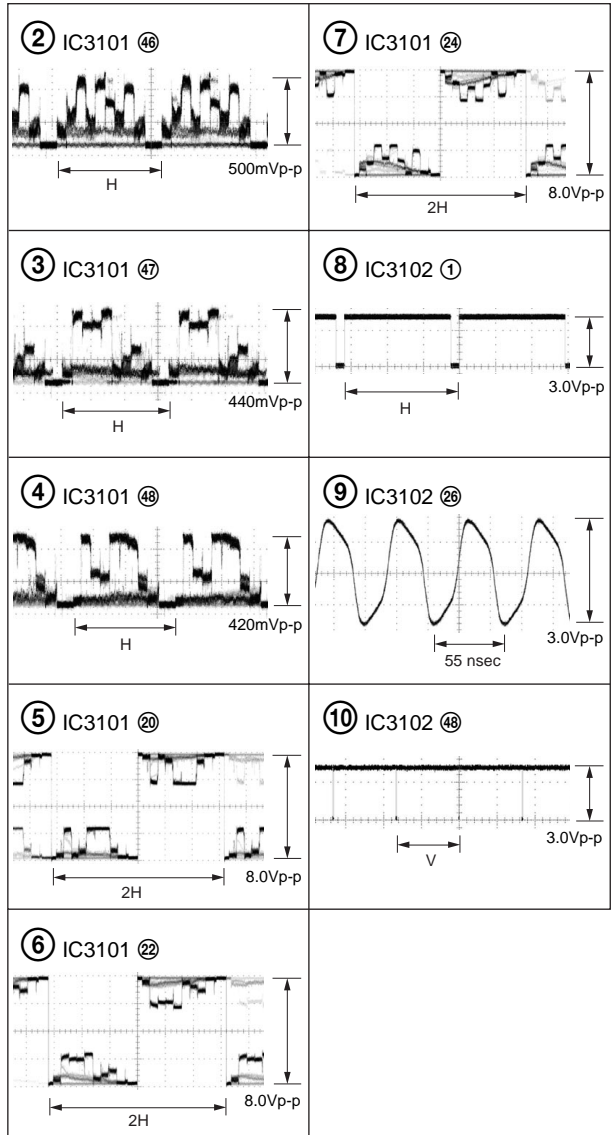 ② IC3101 ㊻
500mVp-p
H
③ IC3101 ㊼
440mVp-p
H
④ IC3101 ㊽
420mVp-p
H
⑤ IC3101 ⑳
8.0Vp-p
2H
⑥ IC3101 ㉒
8.0Vp-p
2H
⑦ IC3101 ㉔
8.0Vp-p
2H
⑧ IC3102 ①
3.0Vp-p
H
⑨ IC3102 ㉖
3.0Vp-p
55 nsec
⑩ IC3102 ㊽
3.0Vp-p
V